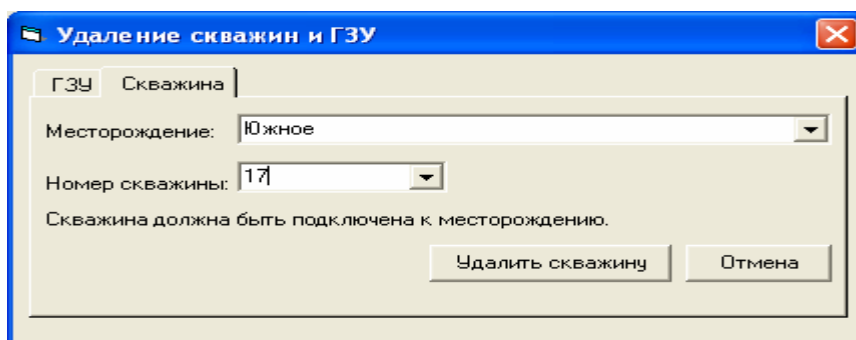 Удаление скважин и ГЗУ
ГЗУ Скважина
Месторождение: Южное
Номер скважины: 17
Скважина должна быть подключена к месторождению.
Удалить скважину Отмена